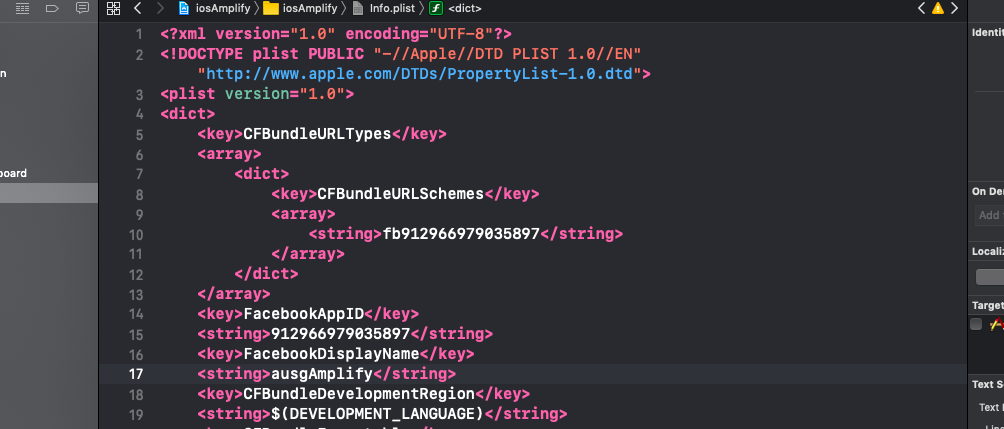 iosAmplify 〉 iosAmplify 〉 Info.plist 〉 <dict>
1 <?xml version="1.0" encoding="UTF-8"?>
2 <!DOCTYPE plist PUBLIC "-//Apple//DTD PLIST 1.0//EN"
"http://www.apple.com/DTDs/PropertyList-1.0.dtd">
3 <plist version="1.0">
4 <dict>
5 <key>CFBundleURLTypes</key>
6 <array>
7 <dict>
8 <key>CFBundleURLSchemes</key>
9 <array>
10 <string>fb912966979035897</string>
11 </array>
12 </dict>
13 </array>
14 <key>FacebookAppID</key>
15 <string>912966979035897</string>
16 <key>FacebookDisplayName</key>
17 <string>ausgAmplify</string>
18 <key>CFBundleDevelopmentRegion</key>
19 <string>$(DEVELOPMENT_LANGUAGE)</string>
n
board
Identi
On De
Add
Localiz
Target
Text S
Text